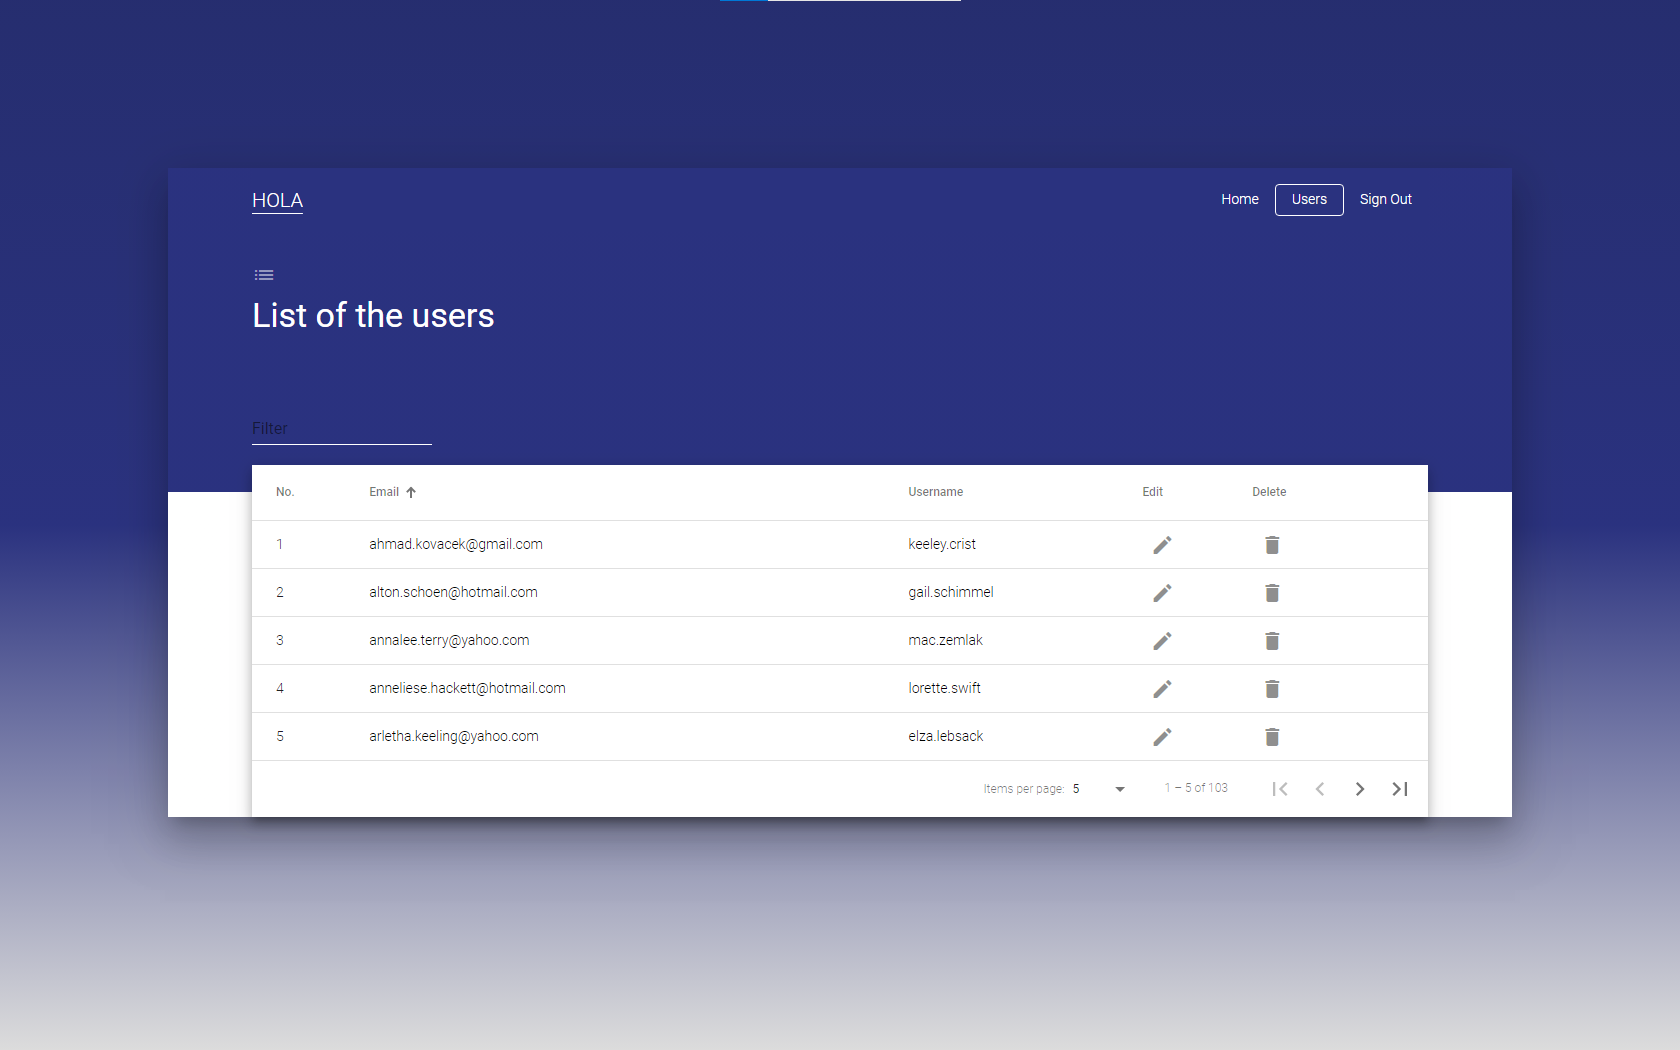 HOLA Home Users Sign Out
List of the users
Filter
No. Email Username Edit Delete
1 ahmad.kovacek@gmail.com keeley.crist
2 alton.schoen@hotmail.com gail.schimmel
3 annalee.terry@yahoo.com mac.zemlak
4 anneliese.hackett@hotmail.com lorette.swift
5 arletha.keeling@yahoo.com elza.lebsack
Items per page: 5 1 – 5 of 103